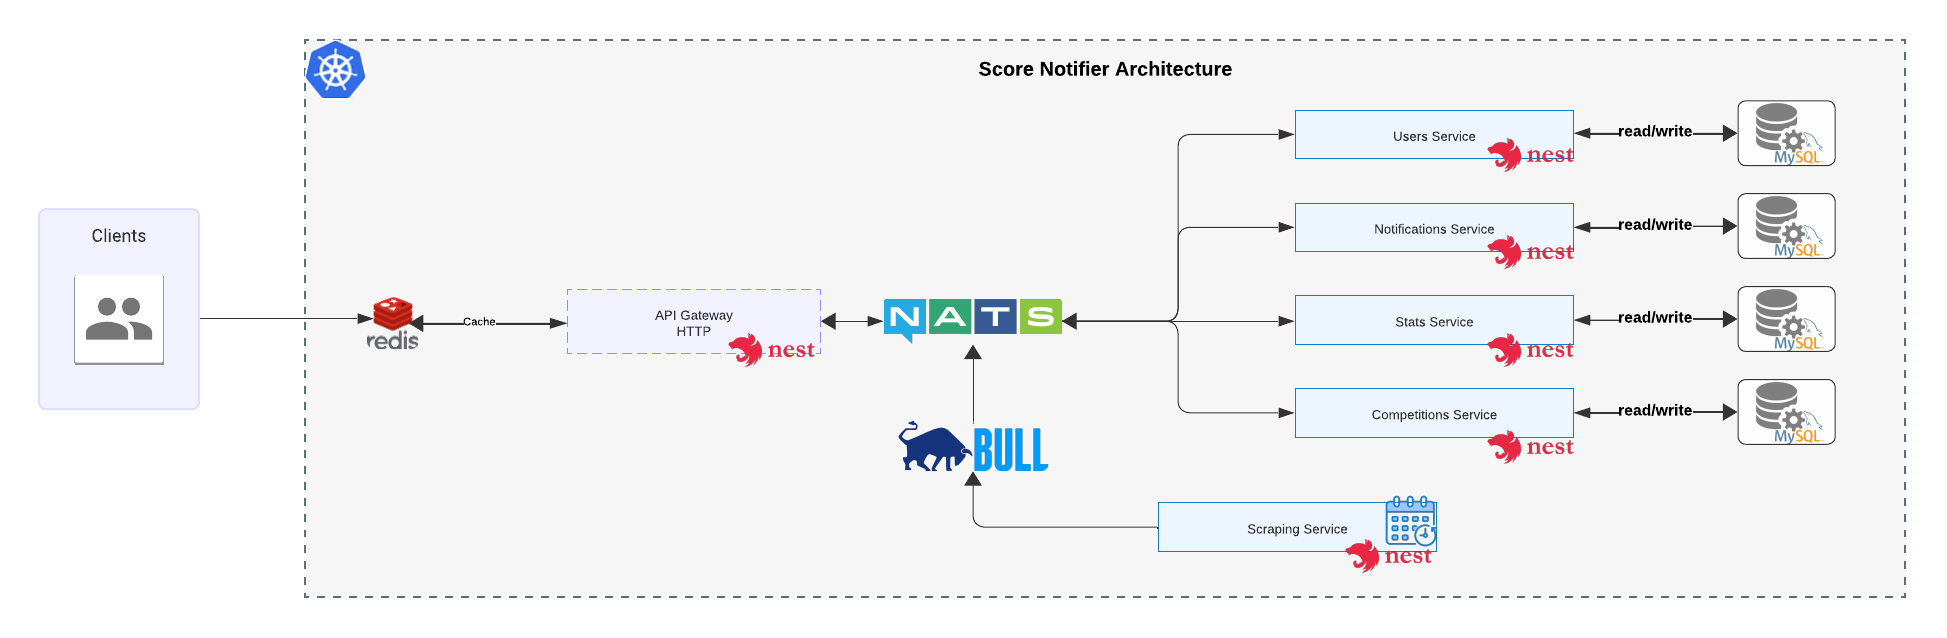 Score Notifier Architecture
Clients
redis
Cache
API Gateway
HTTP
nest
NATS
BULL
Users Service
nest
read/write
MySQL
Notifications Service
nest
read/write
MySQL
Stats Service
nest
read/write
MySQL
Competitions Service
nest
read/write
MySQL
Scraping Service
nest